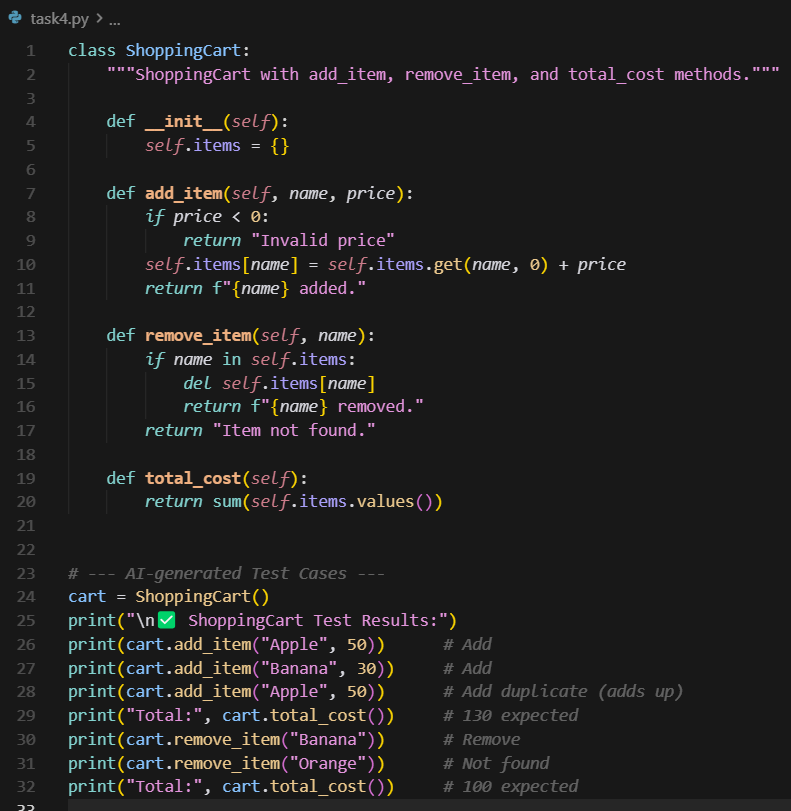 task4.py > ...
1 class ShoppingCart:
2     """ShoppingCart with add_item, remove_item, and total_cost methods."""
3
4     def __init__(self):
5         self.items = {}
6
7     def add_item(self, name, price):
8         if price < 0:
9             return "Invalid price"
10         self.items[name] = self.items.get(name, 0) + price
11         return f"{name} added."
12
13     def remove_item(self, name):
14         if name in self.items:
15             del self.items[name]
16             return f"{name} removed."
17         return "Item not found."
18
19     def total_cost(self):
20         return sum(self.items.values())
21
22
23 # --- AI-generated Test Cases ---
24 cart = ShoppingCart()
25 print("\n✅ ShoppingCart Test Results:")
26 print(cart.add_item("Apple", 50))      # Add
27 print(cart.add_item("Banana", 30))     # Add
28 print(cart.add_item("Apple", 50))      # Add duplicate (adds up)
29 print("Total:", cart.total_cost())     # 130 expected
30 print(cart.remove_item("Banana"))      # Remove
31 print(cart.remove_item("Orange"))      # Not found
32 print("Total:", cart.total_cost())     # 100 expected
33